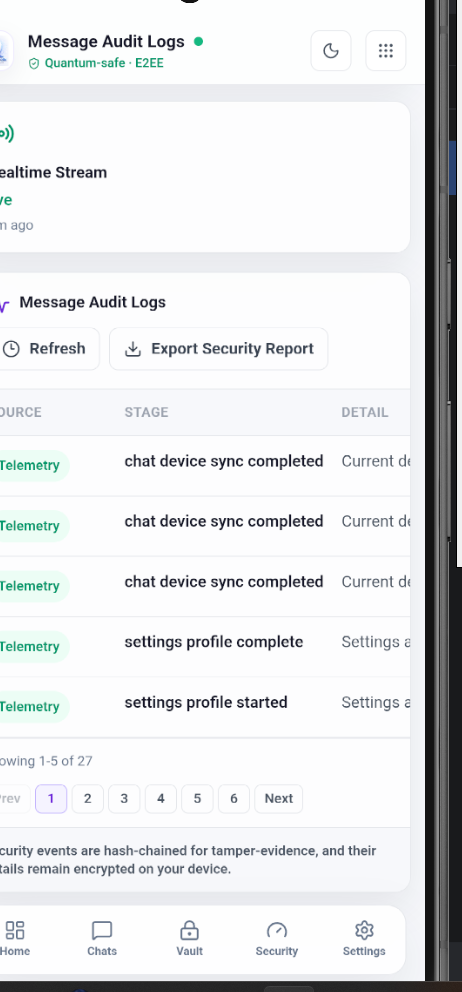 Message Audit Logs
Quantum-safe · E2EE
ealtime Stream
ve
m ago
Message Audit Logs
Refresh
Export Security Report
OURCE STAGE DETAIL
Telemetry chat device sync completed Current de
Telemetry chat device sync completed Current de
Telemetry chat device sync completed Current de
Telemetry settings profile complete Settings a
Telemetry settings profile started Settings a
owing 1-5 of 27
rev 1 2 3 4 5 6 Next
curity events are hash-chained for tamper-evidence, and their
tails remain encrypted on your device.
Home Chats Vault Security Settings